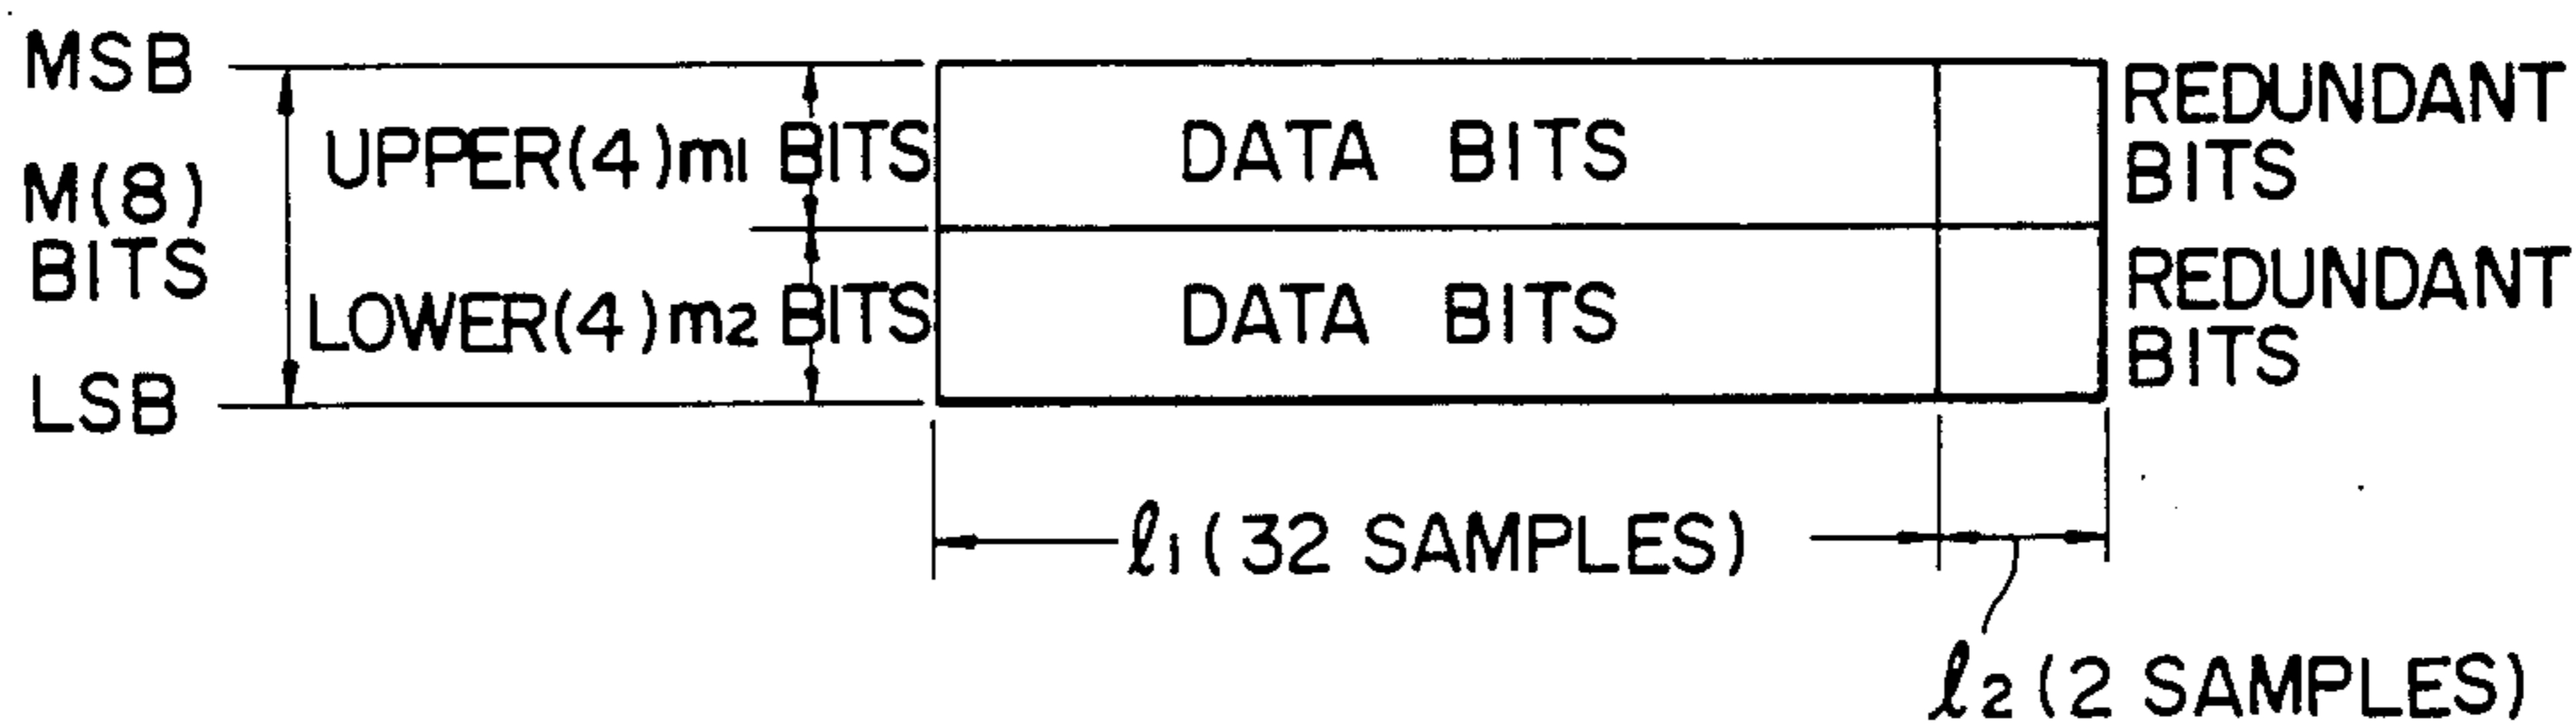 MSB
M(8)
BITS
LSB
UPPER(4)m1 BITS
LOWER(4)m2 BITS
DATA BITS
DATA BITS
REDUNDANT
BITS
REDUNDANT
BITS
ℓ1 (32 SAMPLES)
ℓ2 (2 SAMPLES)